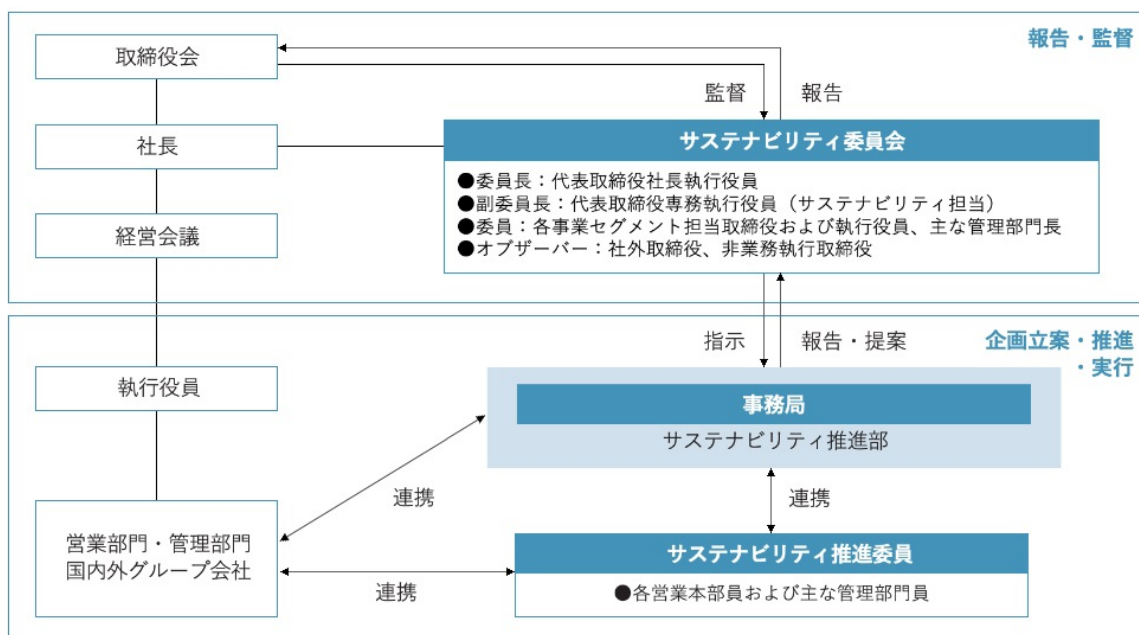 報告・監督
取締役会
監督
報告
社長
サステナビリティ委員会
●委員長：代表取締役社長執行役員
●副委員長：代表取締役専務執行役員（サステナビリティ担当）
●委員：各事業セグメント担当取締役および執行役員、主な管理部門長
●オブザーバー：社外取締役、非業務執行取締役
経営会議
指示
報告・提案
企画立案・推進
・実行
執行役員
事務局
サステナビリティ推進部
連携
連携
営業部門・管理部門
国内外グループ会社
サステナビリティ推進委員
●各営業本部員および主な管理部門員
連携